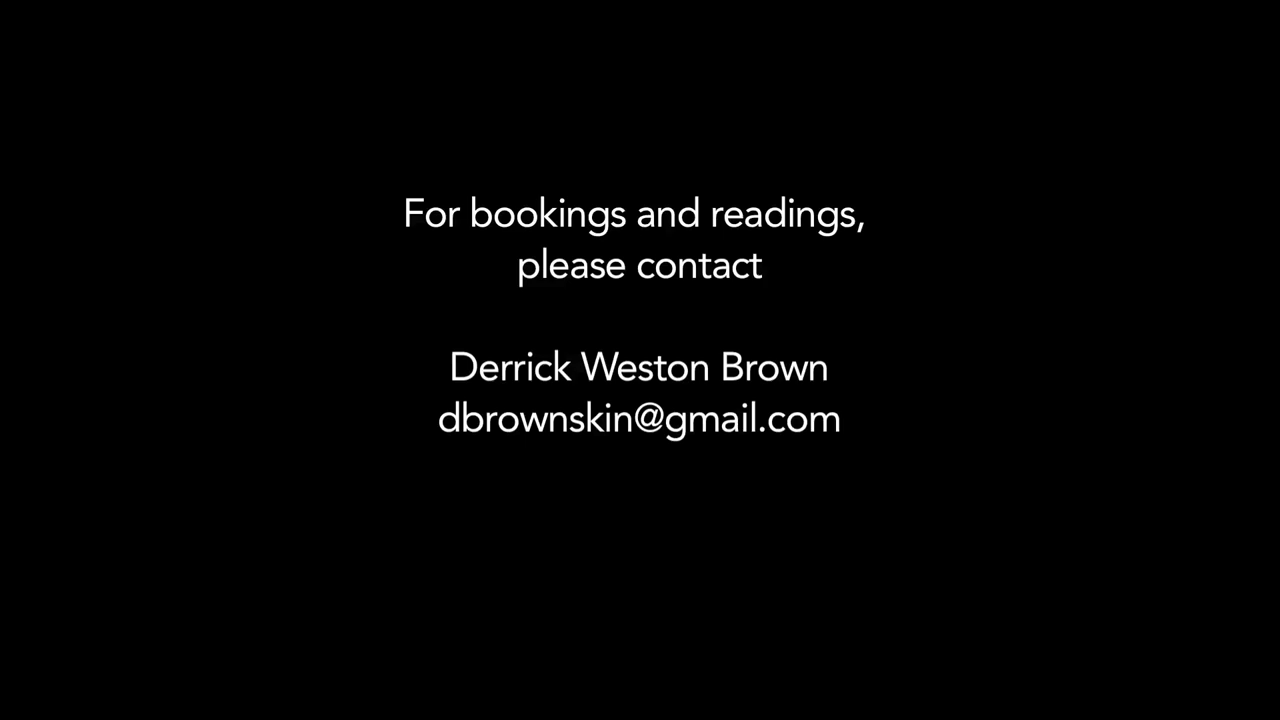 For bookings and readings,
please contact
Derrick Weston Brown
dbrownskin@gmail.com